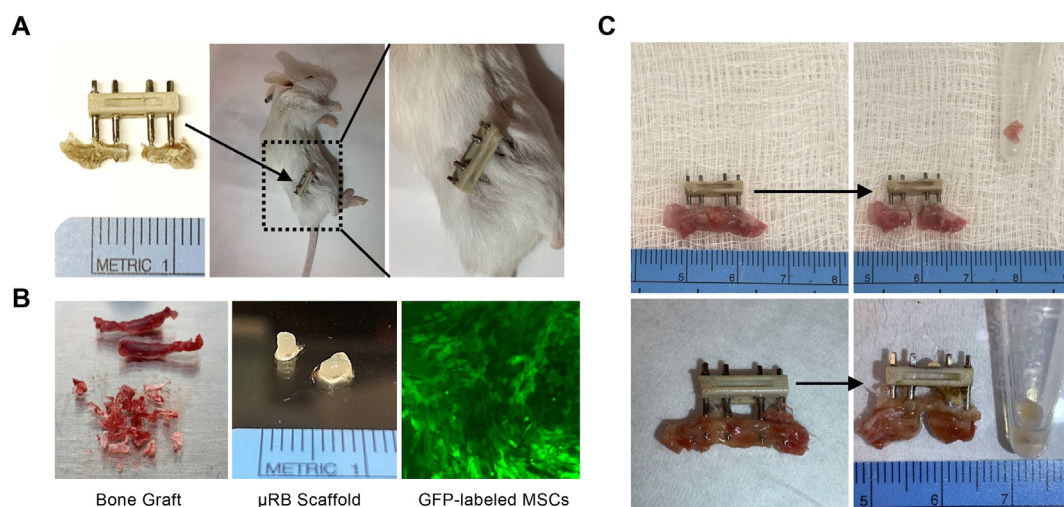 A
C
METRIC 1
5 6 7 8
5 6 7 8
B
METRIC 1
5 6 7
Bone Graft
μRB Scaffold
GFP-labeled MSCs